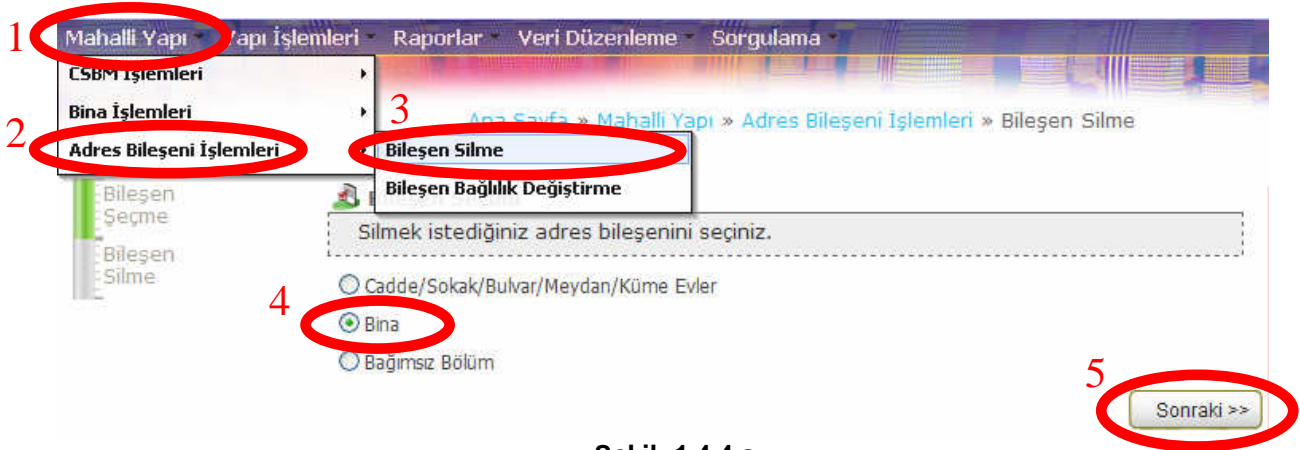 1 Mahalli Yapı Yapı İşlemleri Raporlar Veri Düzenleme Sorgulama
CSBM İşlemleri
Bina İşlemleri
3
Ana Sayfa » Mahalli Yapı » Adres Bileşeni İşlemleri » Bileşen Silme
2 Adres Bileşeni İşlemleri
Bileşen Silme
Bileşen Bağlılık Değiştirme
Bileşen
Seçme
Bileşen
Silme
Silmek istediğiniz adres bileşenini seçiniz.
Cadde/Sokak/Bulvar/Meydan/Küme Evler
4
Bina
Bağımsız Bölüm
5
Sonraki >>